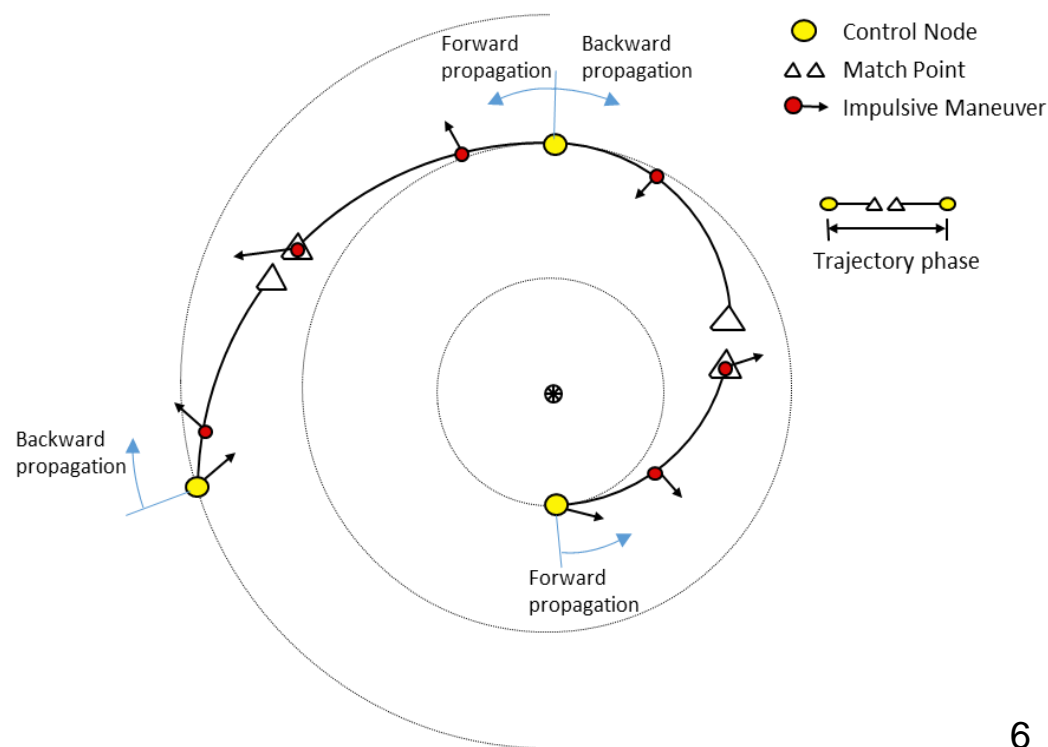 Forward
propagation
Backward
propagation
Control Node
Match Point
Impulsive Maneuver
Trajectory phase
Backward
propagation
Forward
propagation
6